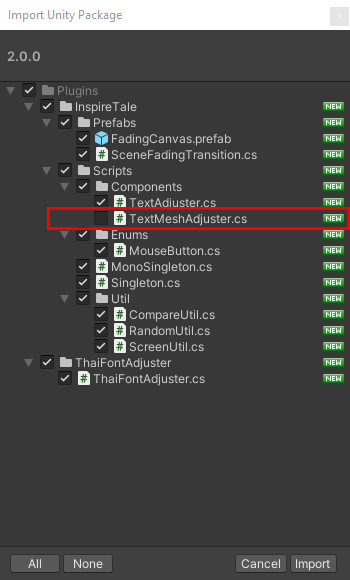 Import Unity Package
x
2.0.0
Plugins
InspireTale NEW
Prefabs NEW
FadingCanvas.prefab NEW
# SceneFadingTransition.cs NEW
Scripts NEW
Components NEW
# TextAdjuster.cs NEW
# TextMeshAdjuster.cs NEW
Enums NEW
# MouseButton.cs NEW
# MonoSingleton.cs NEW
# Singleton.cs NEW
Util NEW
# CompareUtil.cs NEW
# RandomUtil.cs NEW
# ScreenUtil.cs NEW
ThaiFontAdjuster NEW
# ThaiFontAdjuster.cs NEW
All None Cancel Import